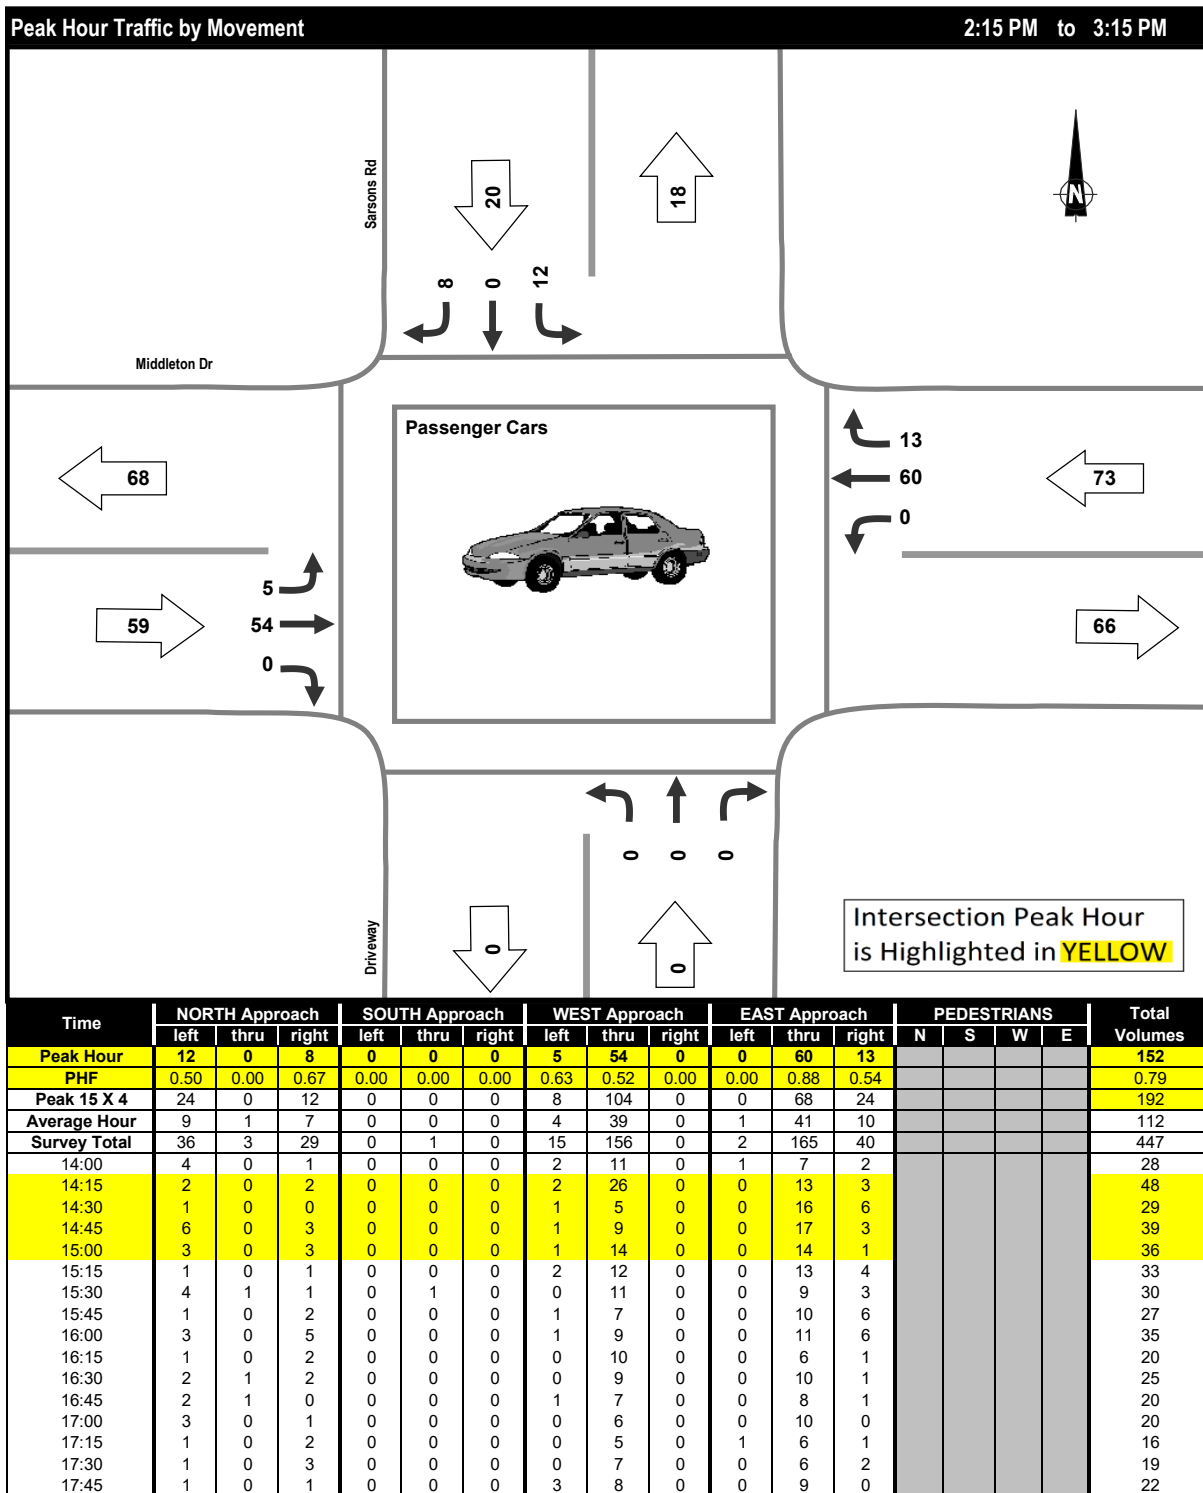 Peak Hour Traffic by Movement 2:15 PM to 3:15 PM
Sarsons Rd
20
18
8 0 12
Middleton Dr
Passenger Cars
13
68
60
73
0
5
59
54
66
0
0 0 0
Driveway
0
0
Intersection Peak Hour
is Highlighted in YELLOW
Time NORTH Approach SOUTH Approach WEST Approach EAST Approach PEDESTRIANS Total
left thru right left thru right left thru right left thru right N S W E Volumes
Peak Hour 12 0 8 0 0 0 5 54 0 0 60 13 152
PHF 0.50 0.00 0.67 0.00 0.00 0.00 0.63 0.52 0.00 0.00 0.88 0.54 0.79
Peak 15 X 4 24 0 12 0 0 0 8 104 0 0 68 24 192
Average Hour 9 1 7 0 0 0 4 39 0 1 41 10 112
Survey Total 36 3 29 0 1 0 15 156 0 2 165 40 447
14:00 4 0 1 0 0 0 2 11 0 1 7 2 28
14:15 2 0 2 0 0 0 2 26 0 0 13 3 48
14:30 1 0 0 0 0 0 1 5 0 0 16 6 29
14:45 6 0 3 0 0 0 1 9 0 0 17 3 39
15:00 3 0 3 0 0 0 1 14 0 0 14 1 36
15:15 1 0 1 0 0 0 2 12 0 0 13 4 33
15:30 4 1 1 0 1 0 0 11 0 0 9 3 30
15:45 1 0 2 0 0 0 1 7 0 0 10 6 27
16:00 3 0 5 0 0 0 1 9 0 0 11 6 35
16:15 1 0 2 0 0 0 0 10 0 0 6 1 20
16:30 2 1 2 0 0 0 0 9 0 0 10 1 25
16:45 2 1 0 0 0 0 1 7 0 0 8 1 20
17:00 3 0 1 0 0 0 0 6 0 0 10 0 20
17:15 1 0 2 0 0 0 0 5 0 1 6 1 16
17:30 1 0 3 0 0 0 0 7 0 0 6 2 19
17:45 1 0 1 0 0 0 3 8 0 0 9 0 22
N